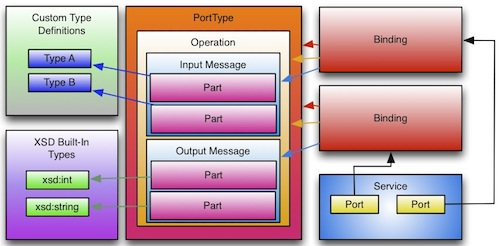 Custom Type
Definitions
Type A
Type B
XSD Built-In
Types
xsd:int
xsd:string
PortType
Operation
Input Message
Part
Part
Output Message
Part
Part
Binding
Binding
Service
Port
Port